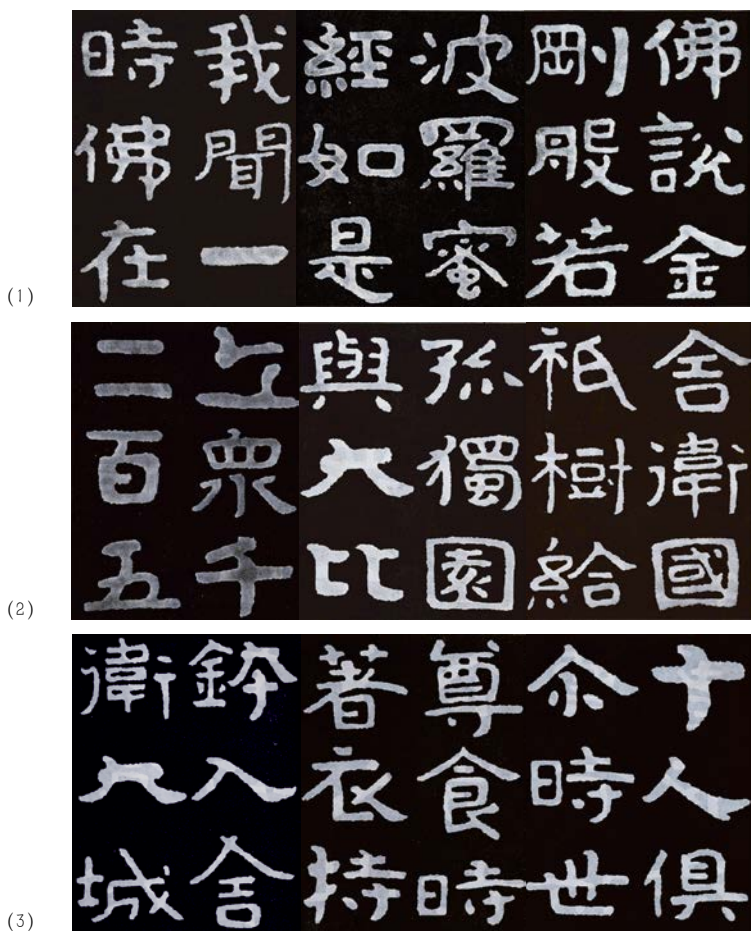 (1)
佛說金
剛般若
波羅蜜
經如是
我聞一
時佛在
(2)
舍衛國
祇樹給
孤獨園
與大比
丘眾千
二百五
(3)
十人俱
尒時世
尊食時
著衣持
鉢入舍
衛大城